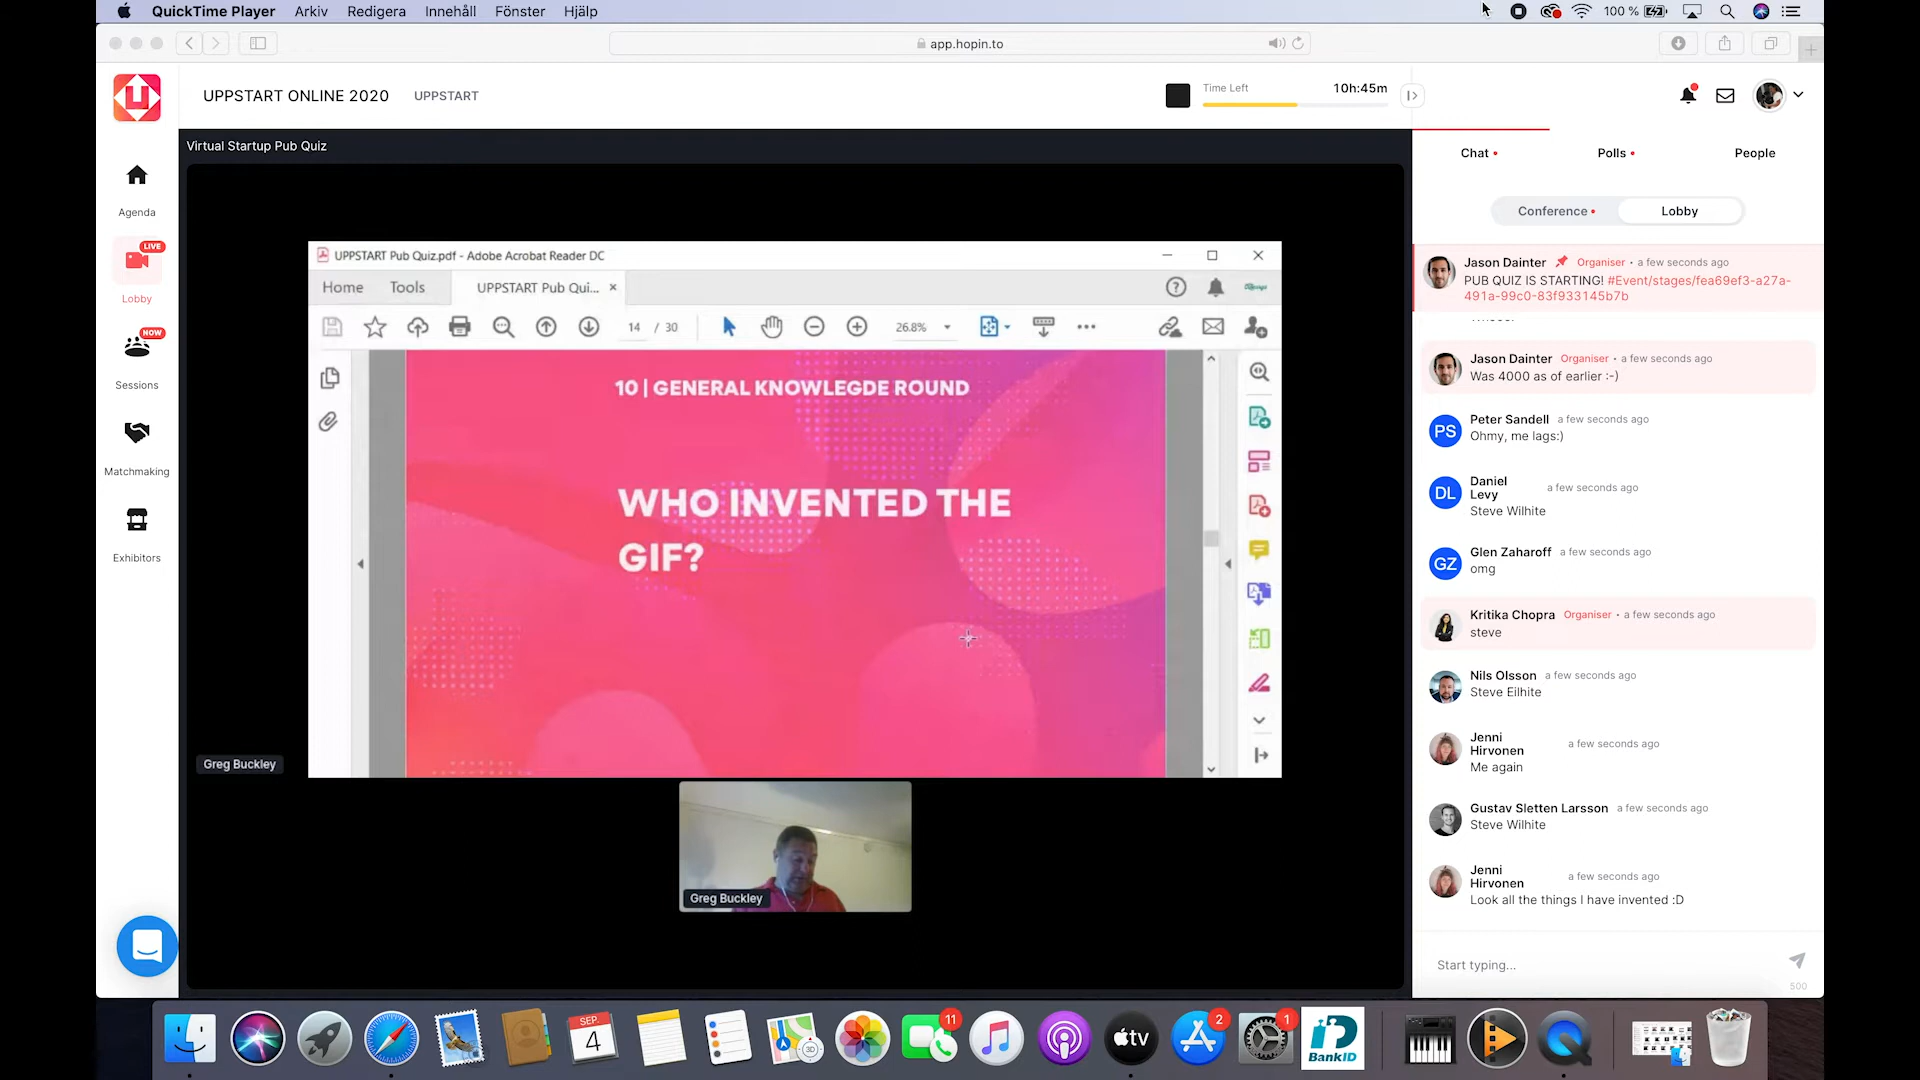 QuickTime Player Arkiv Redigera Innehåll Fönster Hjälp 100 %
app.hopin.to
UPPSTART ONLINE 2020 UPPSTART
Time Left 10h:45m
Agenda
LIVE
Lobby
NOW
Sessions
Matchmaking
Exhibitors
Virtual Startup Pub Quiz
UPPSTART Pub Quiz.pdf - Adobe Acrobat Reader DC
Home Tools UPPSTART Pub Qui... ×
14 / 30 26.8%
10 | GENERAL KNOWLEGDE ROUND
WHO INVENTED THE
GIF?
Greg Buckley
Greg Buckley
Chat Polls People
Conference Lobby
Jason Dainter Organiser • a few seconds ago
PUB QUIZ IS STARTING! #Event/stages/fea69ef3-a27a-
491a-99c0-83f933145b7b
Jason Dainter Organiser • a few seconds ago
Was 4000 as of earlier :-)
PS
Peter Sandell a few seconds ago
Ohmy, me lags:)
DL
Daniel
Levy a few seconds ago
Steve Wilhite
GZ
Glen Zaharoff a few seconds ago
omg
Kritika Chopra Organiser • a few seconds ago
steve
Nils Olsson a few seconds ago
Steve Eilhite
Jenni
Hirvonen a few seconds ago
Me again
Gustav Sletten Larsson a few seconds ago
Steve Wilhite
Jenni
Hirvonen a few seconds ago
Look all the things I have invented :D
Start typing...
500
SEP.
4
3D
11
tv
2
1
BankID